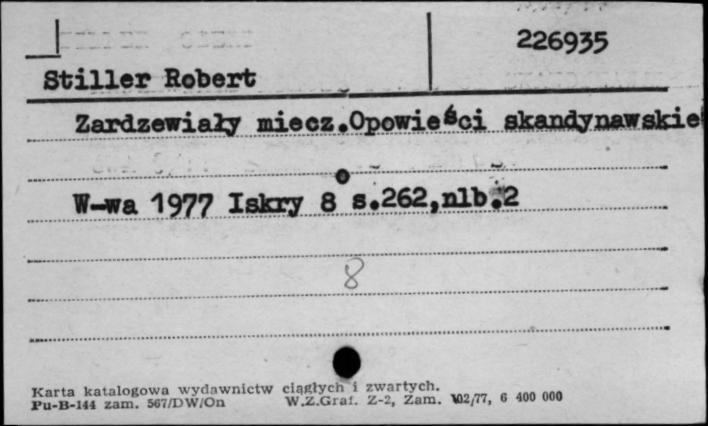 226935
Stiller Robert
Zardzewiały miecz.Opowieści skandynawskie
W-wa 1977 Iskry 8° s.262,nlb.2
8
Karta katalogowa wydawnictw ciągłych i zwartych.
Pu-B-144 zam. 567/DW/On W.Z.Graf. Z-2, Zam. 102/77, 6 400 000